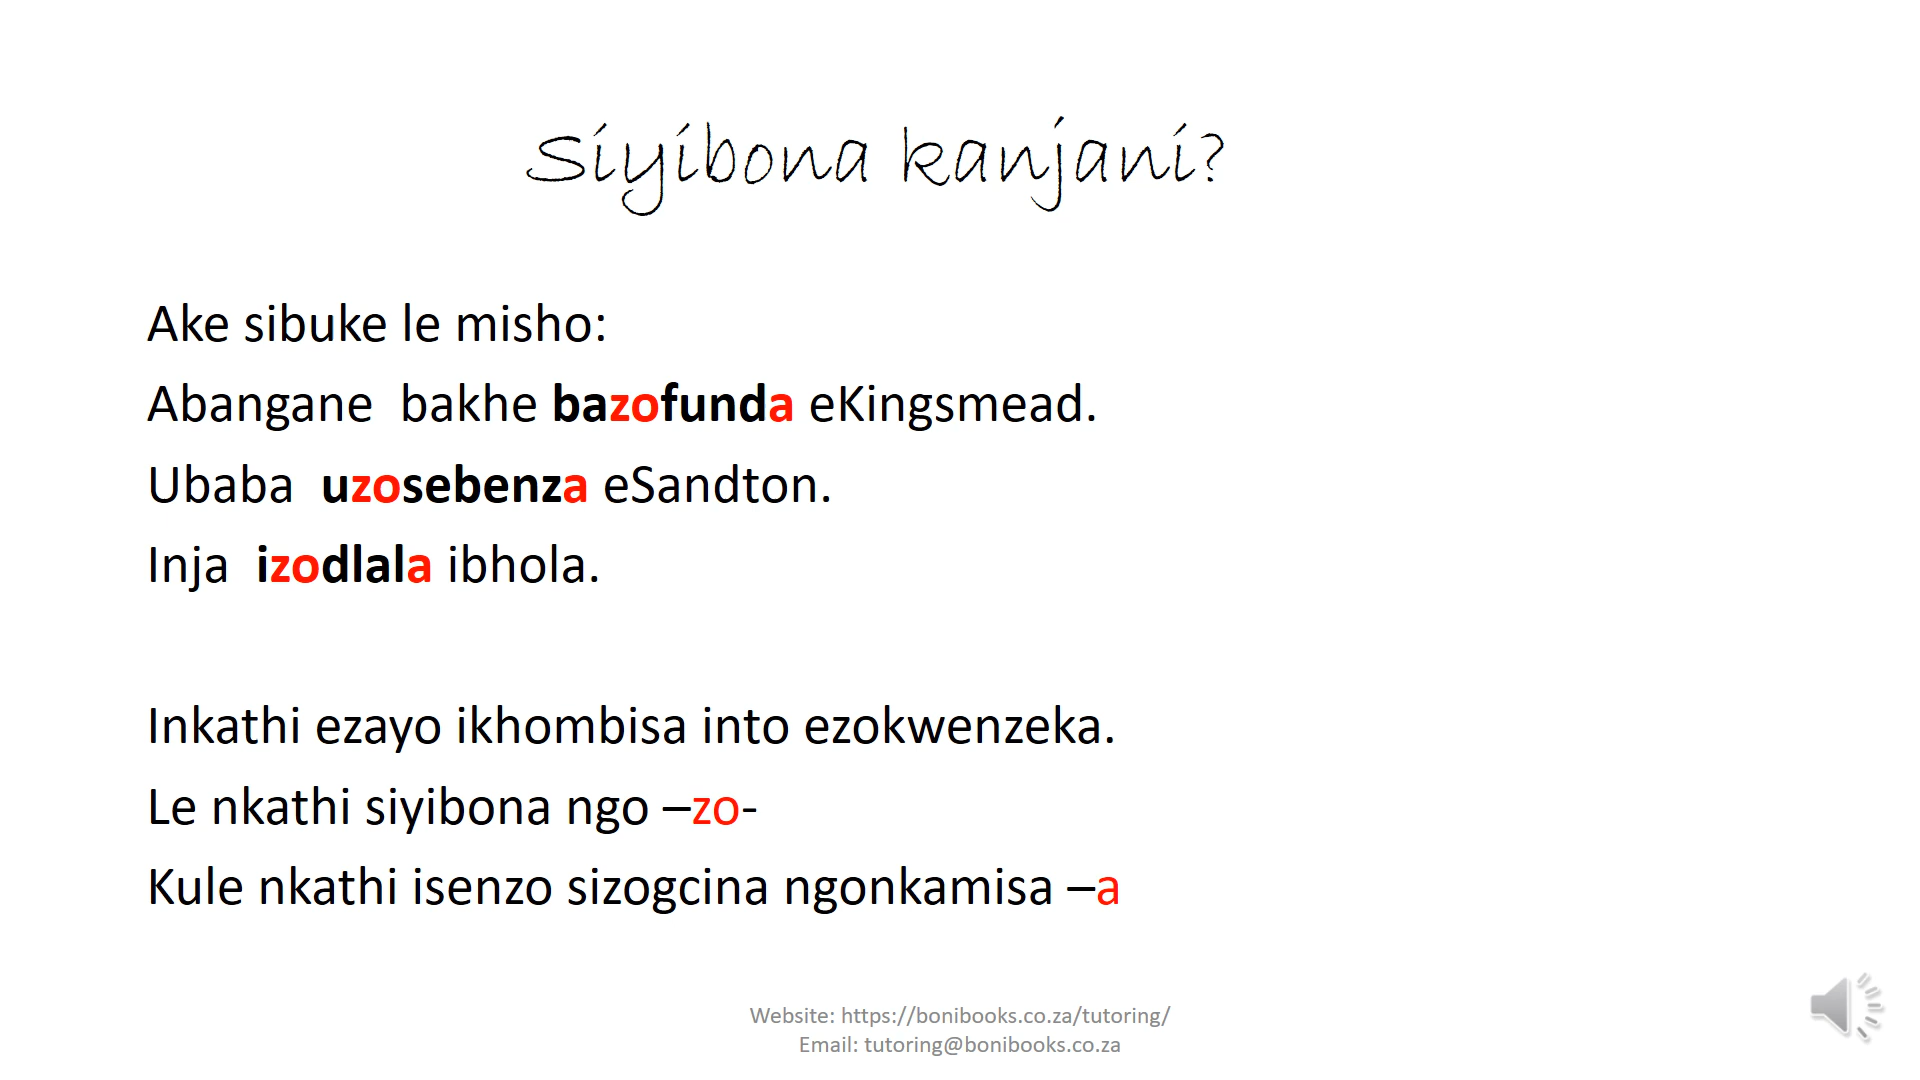 Siyibona kanjani?
Ake sibuke le misho:
Abangane bakhe bazofunda eKingsmead.
Ubaba uzosebenza eSandton.
Inja izodlala ibhola.
Inkathi ezayo ikhombisa into ezokwenzeka.
Le nkathi siyibona ngo –zo-
Kule nkathi isenzo sizogcina ngonkamisa –a
Website: https://bonibooks.co.za/tutoring/
Email: tutoring@bonibooks.co.za